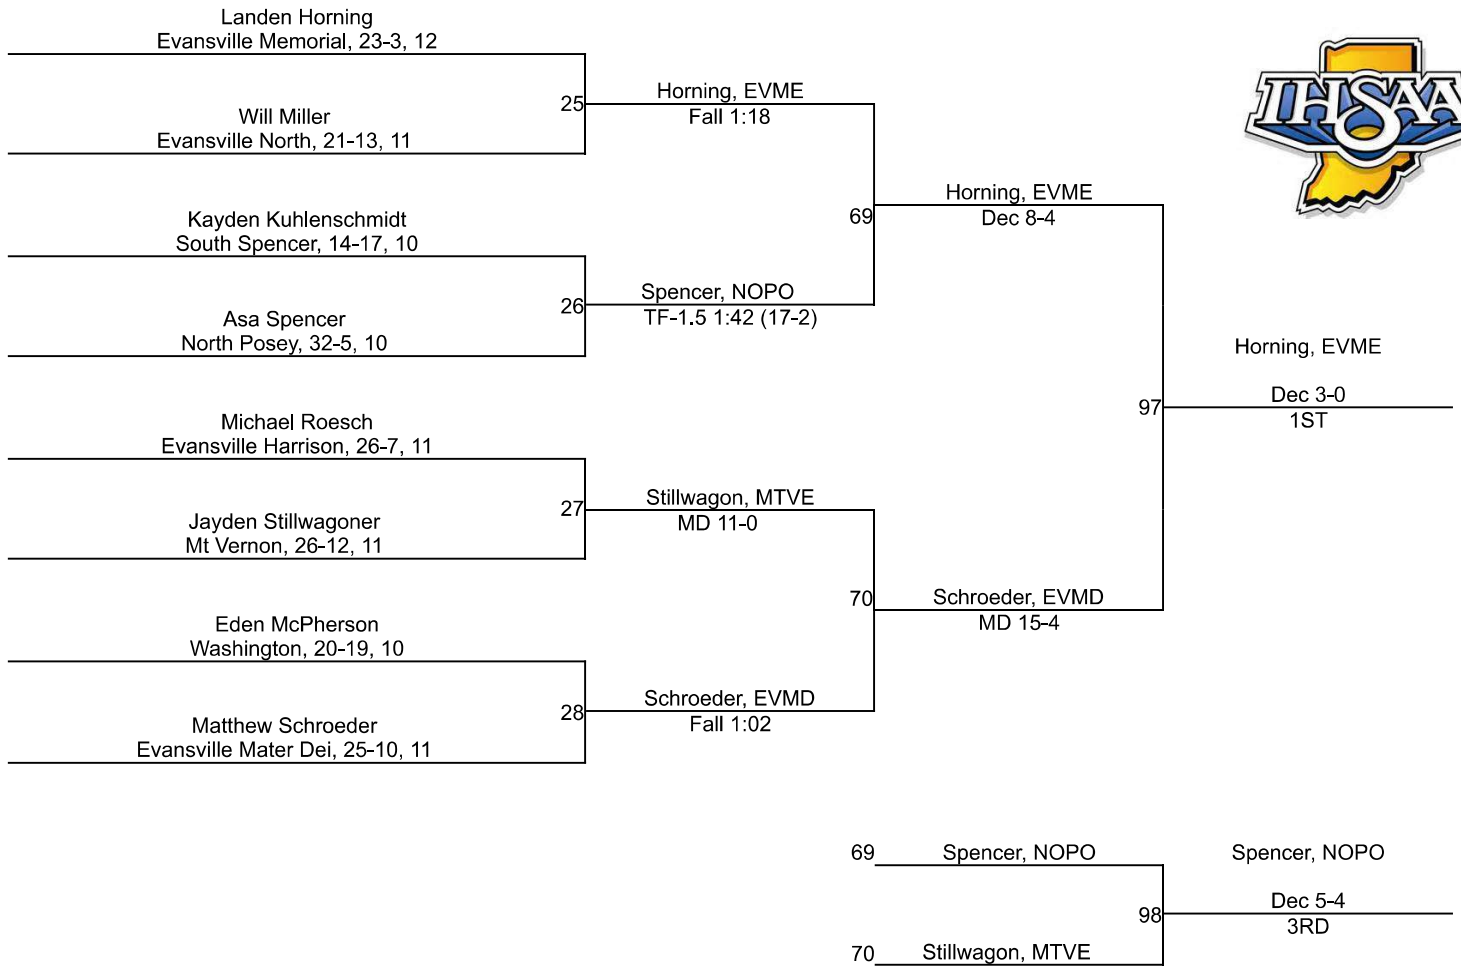 Landen Horning
Evansville Memorial, 23-3, 12
25
Will Miller
Evansville North, 21-13, 11
Horning, EVME
Fall 1:18
Kayden Kuhlenschmidt
South Spencer, 14-17, 10
26
Asa Spencer
North Posey, 32-5, 10
Spencer, NOPO
TF-1.5 1:42 (17-2)
69
Horning, EVME
Dec 8-4
Michael Roesch
Evansville Harrison, 26-7, 11
27
Jayden Stillwagoner
Mt Vernon, 26-12, 11
Stillwagon, MTVE
MD 11-0
Eden McPherson
Washington, 20-19, 10
28
Matthew Schroeder
Evansville Mater Dei, 25-10, 11
Schroeder, EVMD
Fall 1:02
70
Schroeder, EVMD
MD 15-4
97
Horning, EVME
Dec 3-0
1ST
IHSAA
69
Spencer, NOPO
70
Stillwagon, MTVE
98
Spencer, NOPO
Dec 5-4
3RD